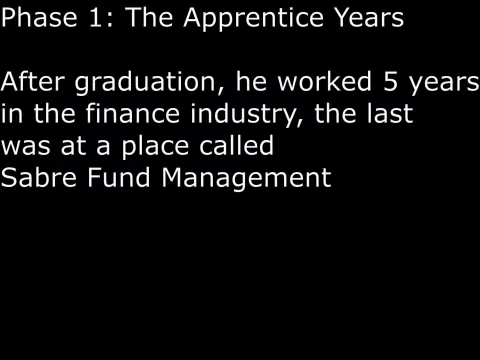 Phase 1: The Apprentice Years
After graduation, he worked 5 years
in the finance industry, the last
was at a place called
Sabre Fund Management